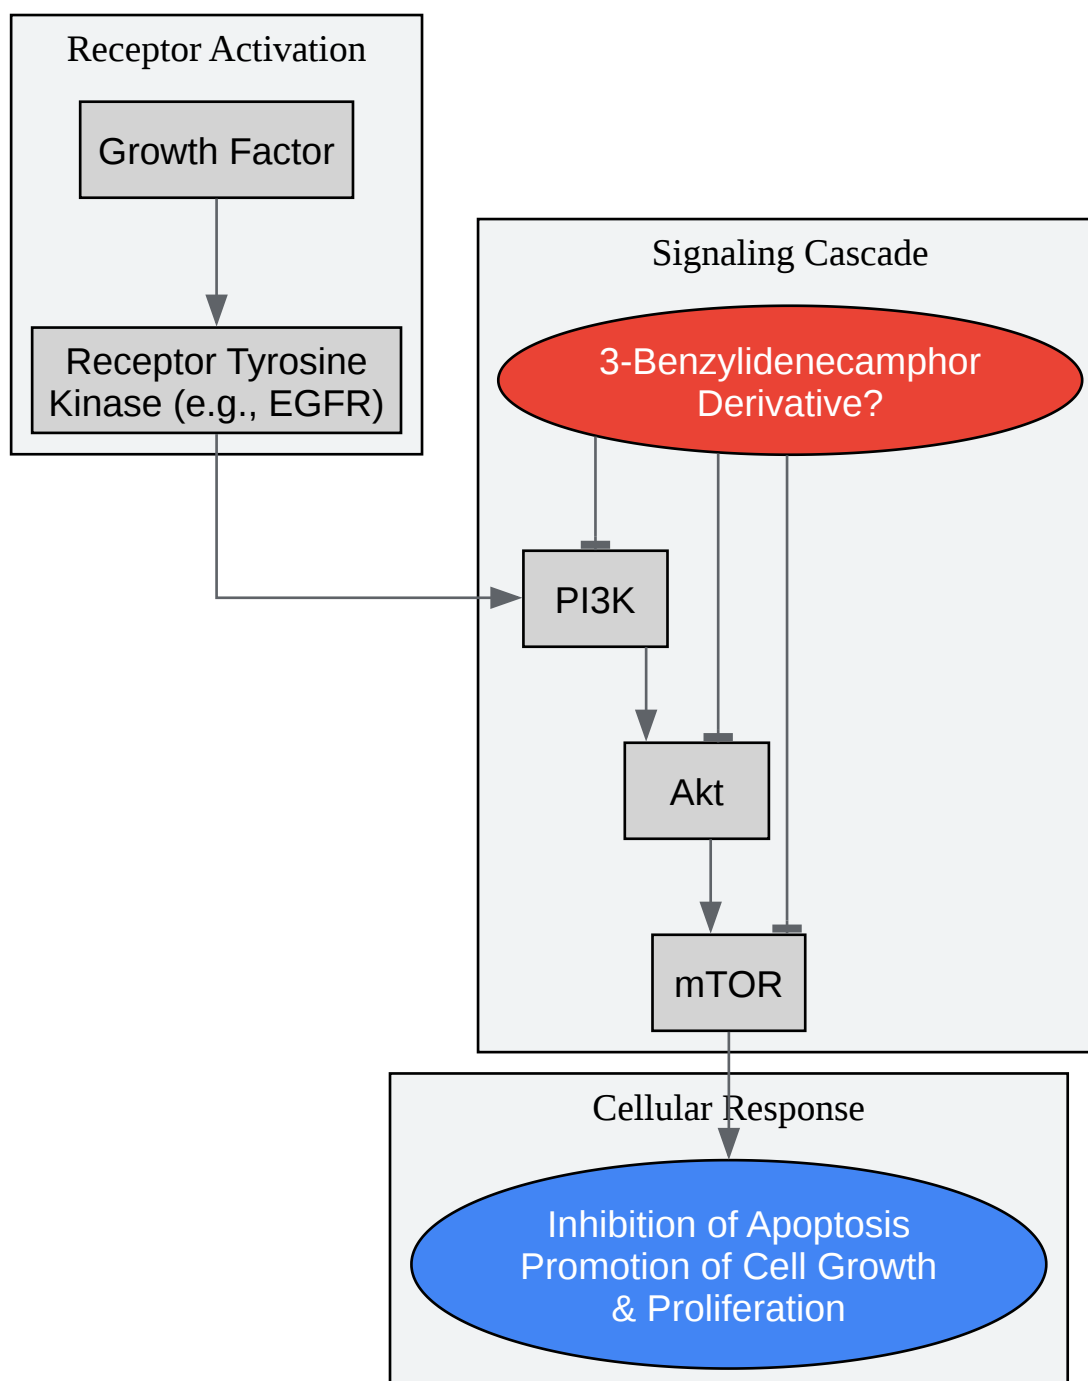 Receptor Activation
Growth Factor
Receptor Tyrosine
Kinase (e.g., EGFR)
Signaling Cascade
3-Benzylidenecamphor
Derivative?
PI3K
Akt
mTOR
Cellular Response
Inhibition of Apoptosis
Promotion of Cell Growth
& Proliferation